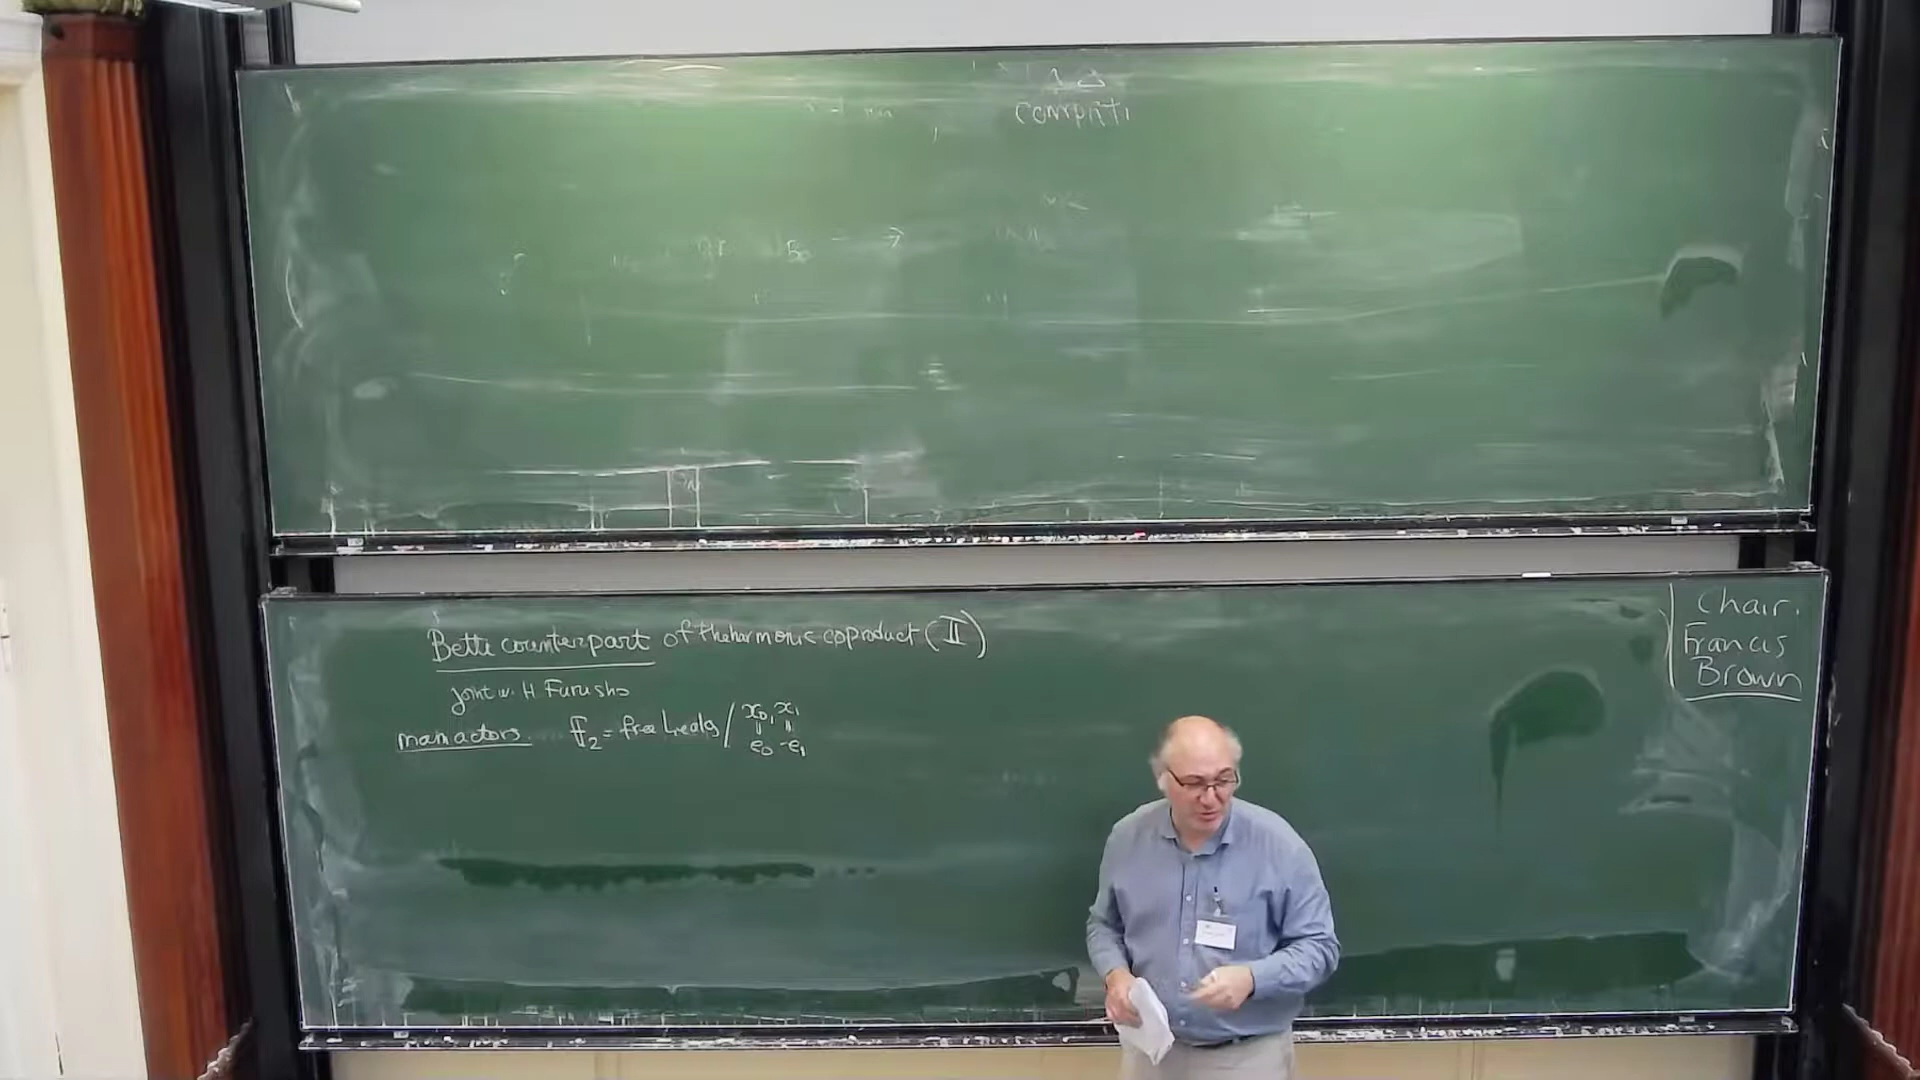 compati
Betti counterpart of the harmonic coproduct (II)
joint w. H Furusho
main actors. 𝔣₂ = free Lie alg / x₀, x₁
e₀ -e₁
Chair.
Francis
Brown